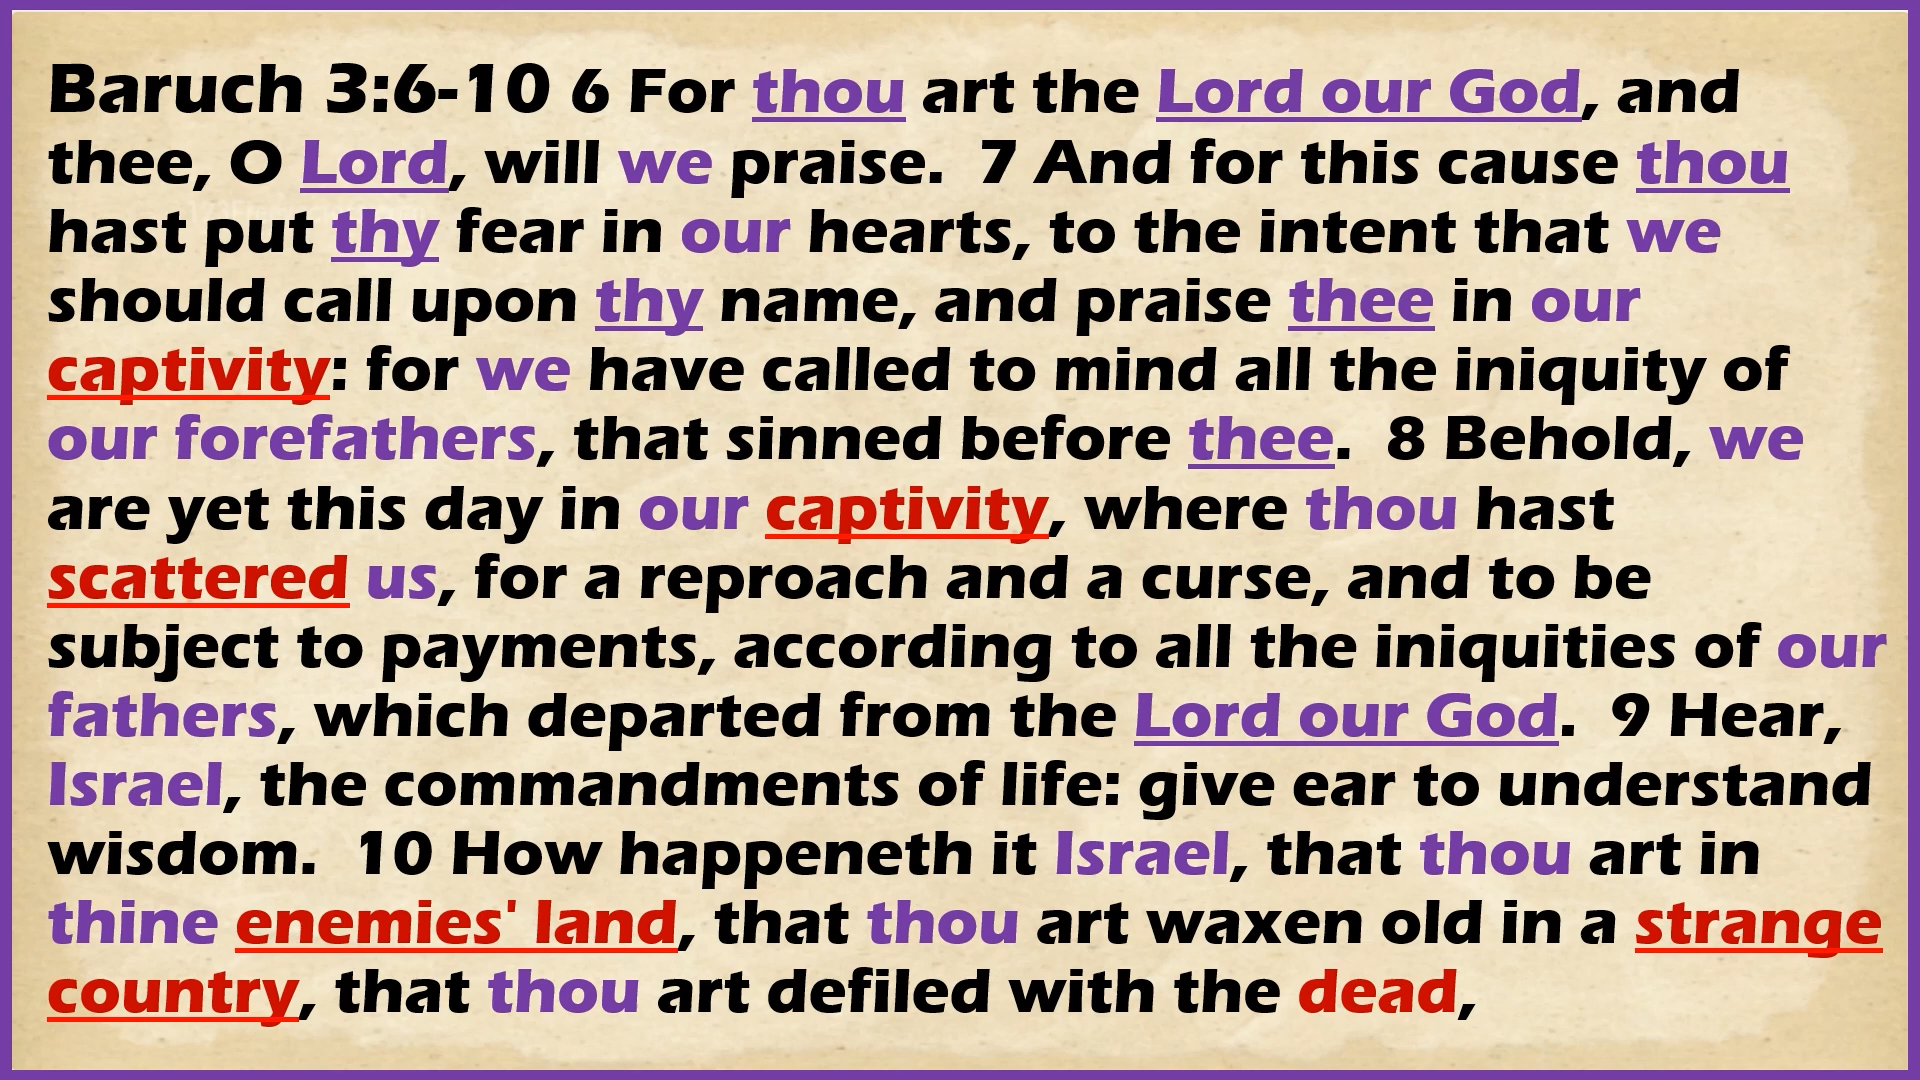 Baruch 3:6-10 6 For thou art the Lord our God, and
thee, O Lord, will we praise. 7 And for this cause thou
hast put thy fear in our hearts, to the intent that we
should call upon thy name, and praise thee in our
captivity: for we have called to mind all the iniquity of
our forefathers, that sinned before thee. 8 Behold, we
are yet this day in our captivity, where thou hast
scattered us, for a reproach and a curse, and to be
subject to payments, according to all the iniquities of our
fathers, which departed from the Lord our God. 9 Hear,
Israel, the commandments of life: give ear to understand
wisdom. 10 How happeneth it Israel, that thou art in
thine enemies' land, that thou art waxen old in a strange
country, that thou art defiled with the dead,